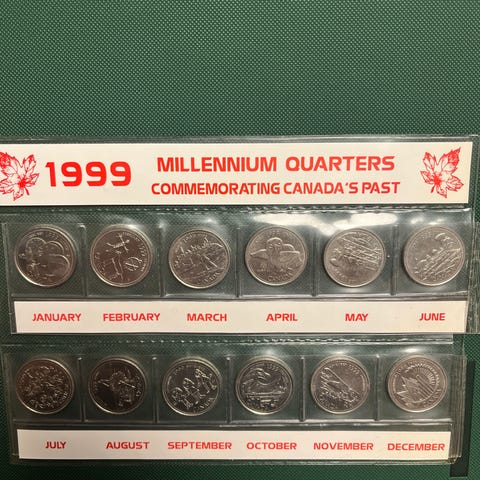 1999
MILLENNIUM QUARTERS
COMMEMORATING CANADA'S PAST
JANUARY FEBRUARY MARCH APRIL MAY JUNE
JULY AUGUST SEPTEMBER OCTOBER NOVEMBER DECEMBER